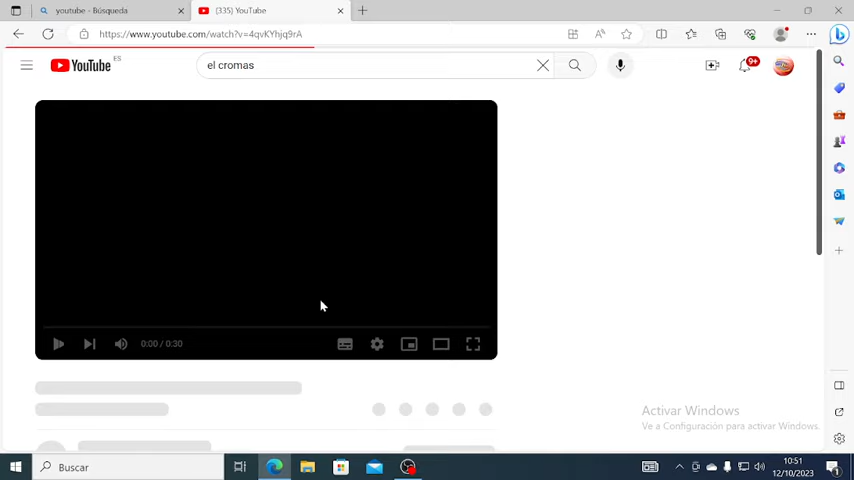 youtube - Búsqueda
(335) YouTube
https://www.youtube.com/watch?v=4qvKYhjq9rA
YouTube ES
el cromas
9+
0:00 / 0:30
Activar Windows
Ve a Configuración para activar Windows.
Buscar
10:51
12/10/2023
1